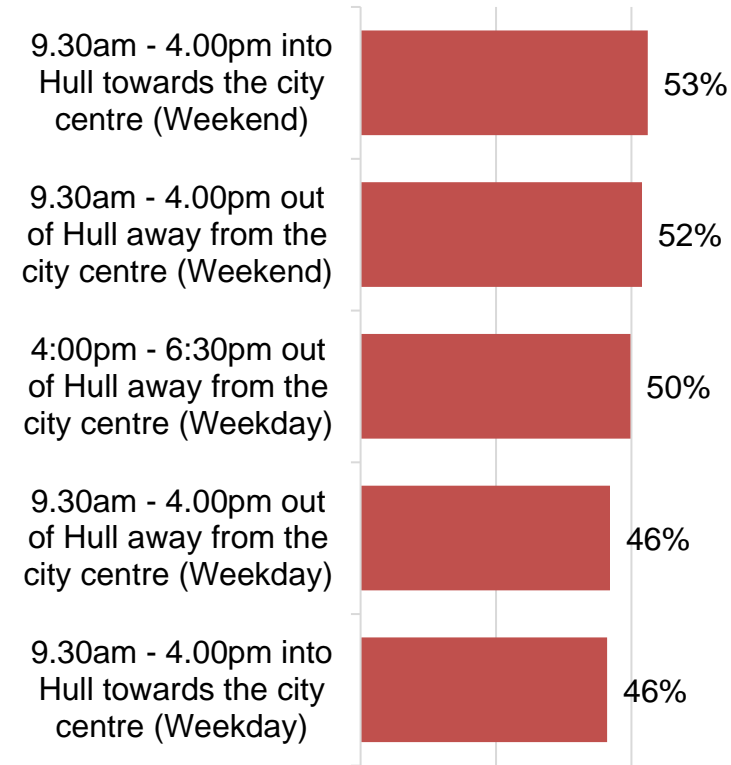 9.30am - 4.00pm into
Hull towards the city
centre (Weekend)
53%
9.30am - 4.00pm out
of Hull away from the
city centre (Weekend)
52%
4:00pm - 6:30pm out
of Hull away from the
city centre (Weekday)
50%
9.30am - 4.00pm out
of Hull away from the
city centre (Weekday)
46%
9.30am - 4.00pm into
Hull towards the city
centre (Weekday)
46%